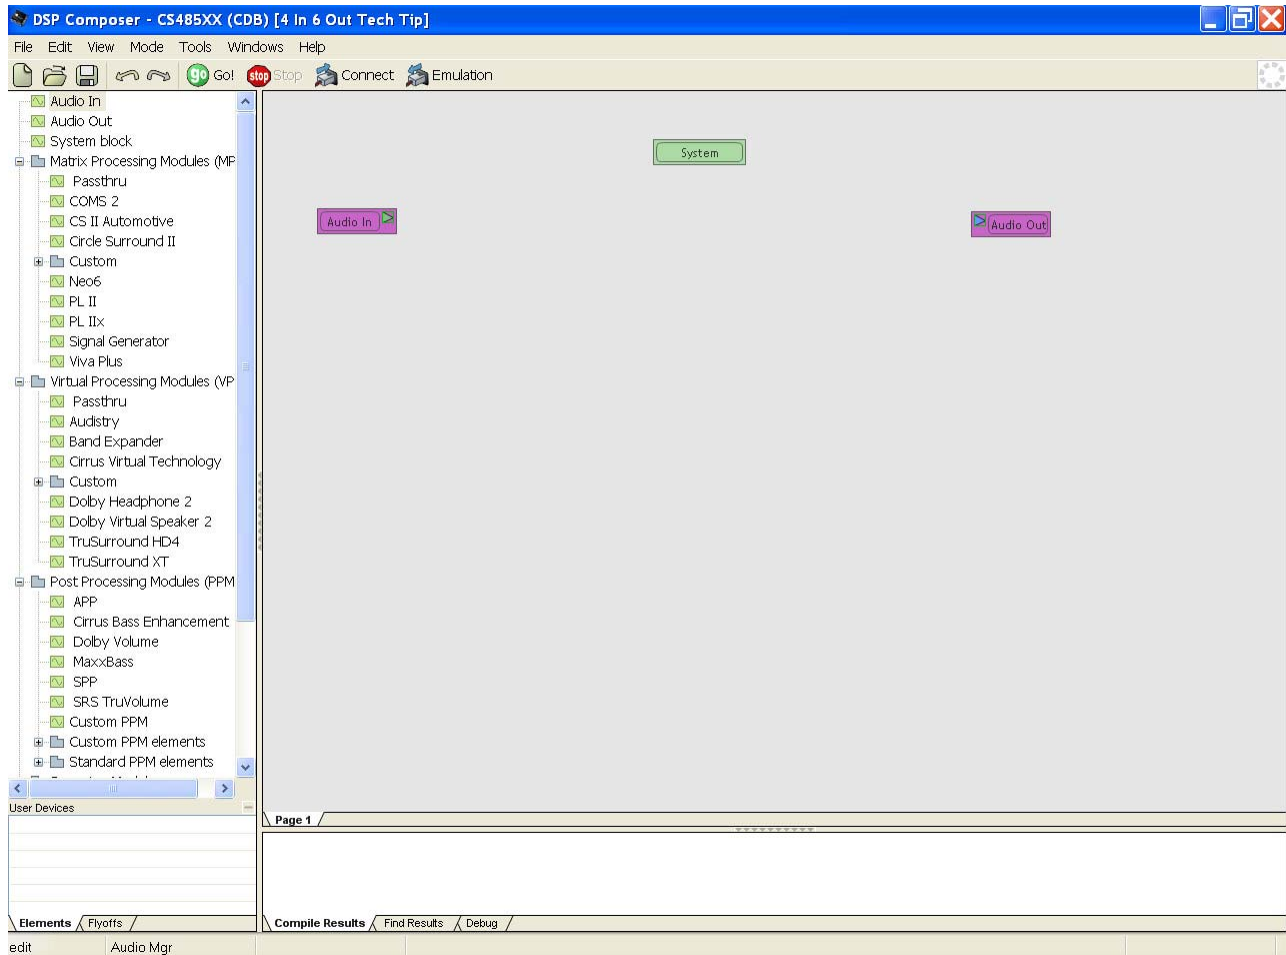 DSP Composer - CS485XX (CDB) [4 In 6 Out Tech Tip]
File Edit View Mode Tools Windows Help
go Go! stop Stop Connect Emulation
Audio In
Audio Out
System block
Matrix Processing Modules (MP
Passthru
COMS 2
CS II Automotive
Circle Surround II
Custom
Neo6
PL II
PL IIx
Signal Generator
Viva Plus
Virtual Processing Modules (VP
Passthru
Audistry
Band Expander
Cirrus Virtual Technology
Custom
Dolby Headphone 2
Dolby Virtual Speaker 2
TruSurround HD4
TruSurround XT
Post Processing Modules (PPM
APP
Cirrus Bass Enhancement
Dolby Volume
MaxxBass
SPP
SRS TruVolume
Custom PPM
Custom PPM elements
Standard PPM elements
User Devices
Elements Flyoffs
System
Audio In
Audio Out
Page 1
Compile Results Find Results Debug
edit Audio Mgr